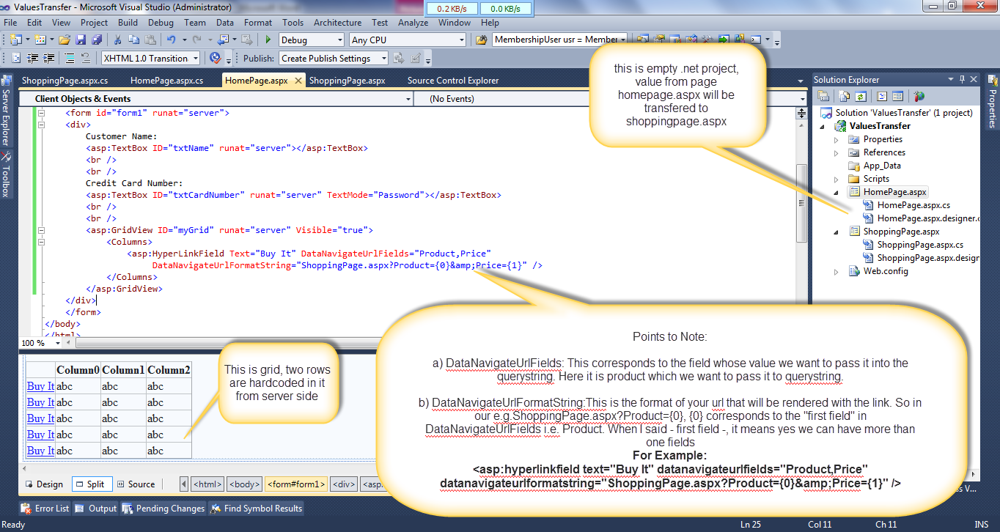 ValuesTransfer - Microsoft Visual Studio (Administrator)
0.2 KB/s
0.0 KB/s
File Edit View Project Build Debug Team Data Format Tools Architecture Test Analyze Window Help
Debug
Any CPU
MembershipUser usr = Member
XHTML 1.0 Transition
Publish: Create Publish Settings
ShoppingPage.aspx.cs
HomePage.aspx.cs
HomePage.aspx
ShoppingPage.aspx
Source Control Explorer
Client Objects & Events
(No Events)
Server Explorer
Toolbox
<form id="form1" runat="server">
<div>
Customer Name:
<asp:TextBox ID="txtName" runat="server"></asp:TextBox>
<br />
<br />
Credit Card Number:
<asp:TextBox ID="txtCardNumber" runat="server" TextMode="Password"></asp:TextBox>
<br />
<br />
<br />
<asp:GridView ID="myGrid" runat="server" Visible="true">
<Columns>
<asp:HyperLinkField Text="Buy It" DataNavigateUrlFields="Product,Price"
DataNavigateUrlFormatString="ShoppingPage.aspx?Product={0}&amp;Price={1}" />
</Columns>
</asp:GridView>
</div>
</form>
</body>
</html>
100 %
this is empty .net project,
value from page
homepage.aspx will be
transfered to
shoppingpage.aspx
Solution Explorer
Solution 'ValuesTransfer' (1 project)
ValuesTransfer
Properties
References
App_Data
Scripts
HomePage.aspx
HomePage.aspx.cs
HomePage.aspx.designer.c
ShoppingPage.aspx
ShoppingPage.aspx.cs
ShoppingPage.aspx.design
Web.config
Properties
Column0 Column1 Column2
Buy It abc abc abc
Buy It abc abc abc
Buy It abc abc abc
Buy It abc abc abc
Buy It abc abc abc
This is grid, two rows
are hardcoded in it
from server side
Points to Note:
a) DataNavigateUrlFields: This corresponds to the field whose value we want to pass it into the
querystring. Here it is product which we want to pass it to querystring.
b) DataNavigateUrlFormatString:This is the format of your url that will be rendered with the link. So in
our e.g.ShoppingPage.aspx?Product={0}, {0} corresponds to the "first field" in
DataNavigateUrlFields i.e. Product. When I said - first field -, it means yes we can have more than
one fields
For Example:
<asp:hyperlinkfield text="Buy It" datanavigateurlfields="Product,Price"
datanavigateurlformatstring="ShoppingPage.aspx?Product={0}&amp;Price={1}" />
Design
Split
Source
<html> <body> <form#form1> <div> <asp
s V...
Error List
Output
Pending Changes
Find Symbol Results
Ready
Ln 25
Col 11
Ch 11
INS